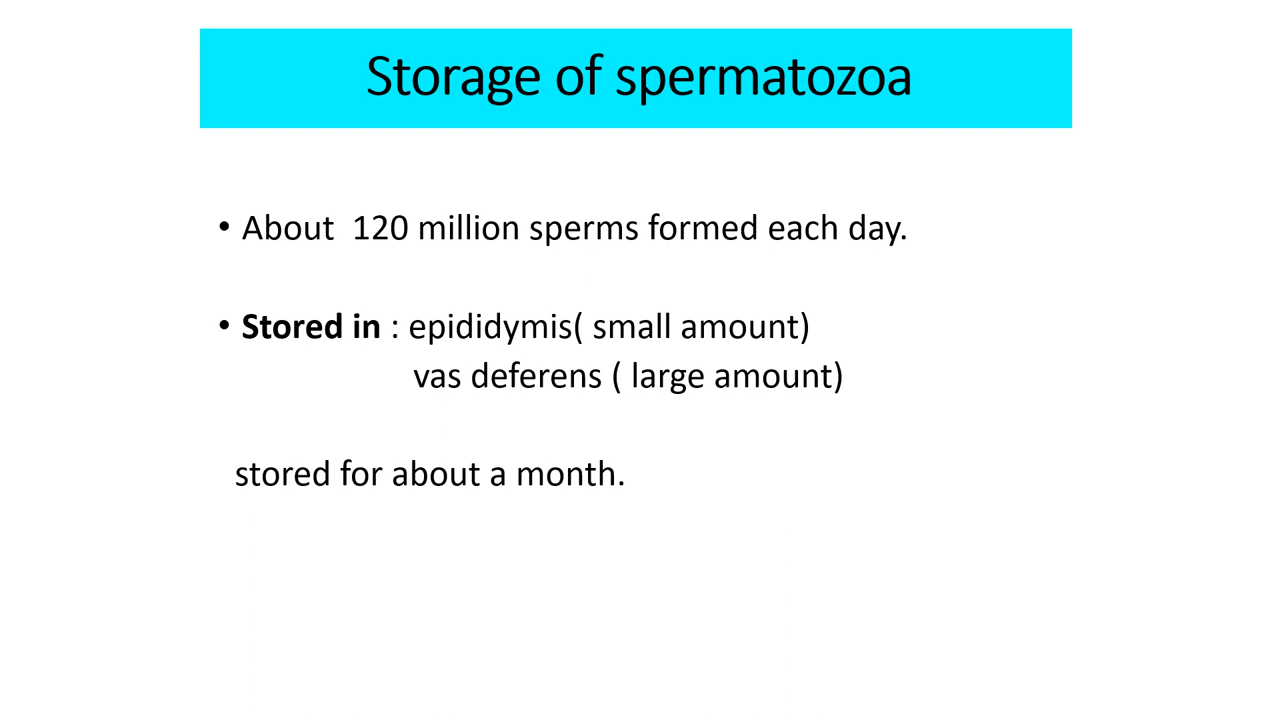 Storage of spermatozoa
• About  120 million sperms formed each day.
• Stored in : epididymis( small amount)
vas deferens ( large amount)
stored for about a month.